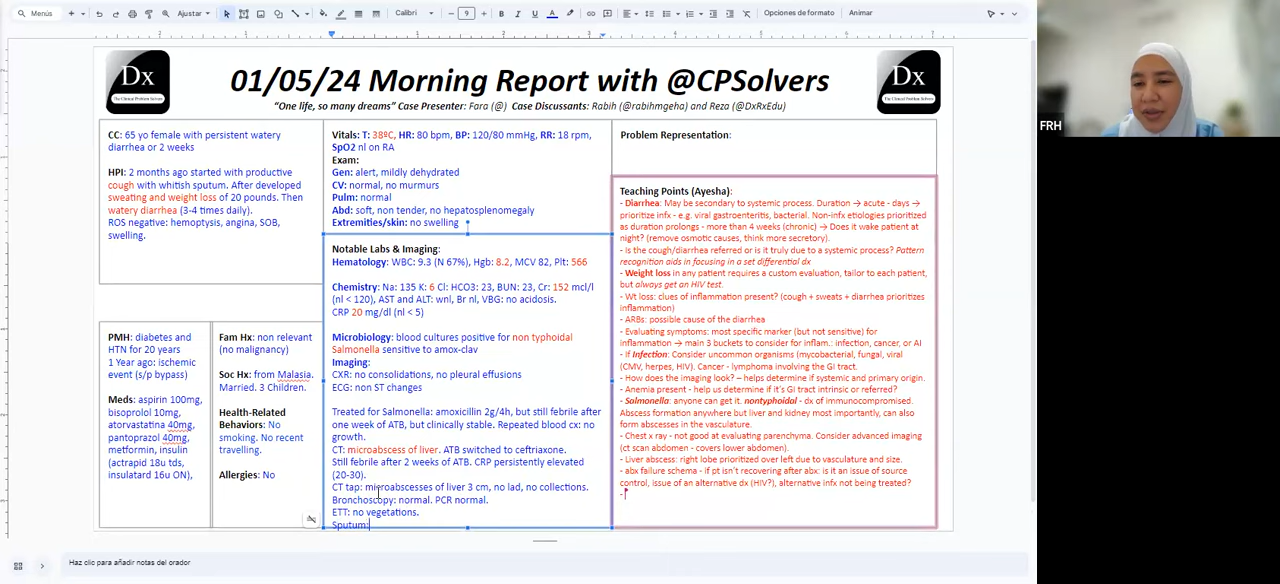 Menús
Ajustar
Calibri
9
B I U A
Opciones de formato
Animar
2 1 1 2 3 4 5 6
Dx
The Clinical Problem Solvers
01/05/24 Morning Report with @CPSolvers
"One life, so many dreams" Case Presenter: Fara (@) Case Discussants: Rabih (@rabihmgeha) and Reza (@DxRxEdu)
Dx
The Clinical Problem Solvers
CC: 65 yo female with persistent watery
diarrhea or 2 weeks
HPI: 2 months ago started with productive
cough with whitish sputum. After developed
sweating and weight loss of 20 pounds. Then
watery diarrhea (3-4 times daily).
ROS negative: hemoptysis, angina, SOB,
swelling.
PMH: diabetes and
HTN for 20 years
1 Year ago: ischemic
event (s/p bypass)
Meds: aspirin 100mg,
bisoprolol 10mg,
atorvastatina 40mg,
pantoprazol 40mg,
metformin, insulin
(actrapid 18u tds,
insulatard 16u ON),
Fam Hx: non relevant
(no malignancy)
Soc Hx: from Malasia.
Married. 3 Children.
Health-Related
Behaviors: No
smoking. No recent
travelling.
Allergies: No
Vitals: T: 38ºC, HR: 80 bpm, BP: 120/80 mmHg, RR: 18 rpm,
SpO2 nl on RA
Exam:
Gen: alert, mildly dehydrated
CV: normal, no murmurs
Pulm: normal
Abd: soft, non tender, no hepatosplenomegaly
Extremities/skin: no swelling
Notable Labs & Imaging:
Hematology: WBC: 9.3 (N 67%), Hgb: 8.2, MCV 82, Plt: 566
Chemistry: Na: 135 K: 6 Cl: HCO3: 23, BUN: 23, Cr: 152 mcl/l
(nl < 120), AST and ALT: wnl, Br nl, VBG: no acidosis.
CRP 20 mg/dl (nl < 5)
Microbiology: blood cultures positive for non typhoidal
Salmonella sensitive to amox-clav
Imaging:
CXR: no consolidations, no pleural effusions
ECG: non ST changes
Treated for Salmonella: amoxicillin 2g/4h, but still febrile after
one week of ATB, but clinically stable. Repeated blood cx: no
growth.
CT: microabscess of liver. ATB switched to ceftriaxone.
Still febrile after 2 weeks of ATB. CRP persistently elevated
(20-30).
CT tap: microabscesses of liver 3 cm, no lad, no collections.
Bronchoscopy: normal. PCR normal.
ETT: no vegetations.
Sputum:
Problem Representation:
Teaching Points (Ayesha):
- Diarrhea: May be secondary to systemic process. Duration → acute - days →
prioritize infx - e.g. viral gastroenteritis, bacterial. Non-infx etiologies prioritized
as duration prolongs - more than 4 weeks (chronic) → Does it wake patient at
night? (remove osmotic causes, think more secretory).
- Is the cough/diarrhea referred or is it truly due to a systemic process? Pattern
recognition aids in focusing in a set differential dx
- Weight loss in any patient requires a custom evaluation, tailor to each patient,
but always get an HIV test.
- Wt loss: clues of inflammation present? (cough + sweats + diarrhea prioritizes
inflammation)
- ARBs: possible cause of the diarrhea
- Evaluating symptoms: most specific marker (but not sensitive) for
inflammation → main 3 buckets to consider for inflam.: infection, cancer, or AI
- If Infection: Consider uncommon organisms (mycobacterial, fungal, viral
(CMV, herpes, HIV). Cancer - lymphoma involving the GI tract.
- How does the imaging look? – helps determine if systemic and primary origin.
- Anemia present - help us determine if it's GI tract intrinsic or referred?
- Salmonella: anyone can get it. nontyphoidal - dx of immunocompromised.
Abscess formation anywhere but liver and kidney most importantly, can also
form abscesses in the vasculature.
- Chest x ray - not good at evaluating parenchyma. Consider advanced imaging
(ct scan abdomen - covers lower abdomen).
- Liver abscess: right lobe prioritized over left due to vasculature and size.
- abx failure schema - if pt isn't recovering after abx: is it an issue of source
control, issue of an alternative dx (HIV?), alternative infx not being treated?
-
Haz clic para añadir notas del orador
FRH